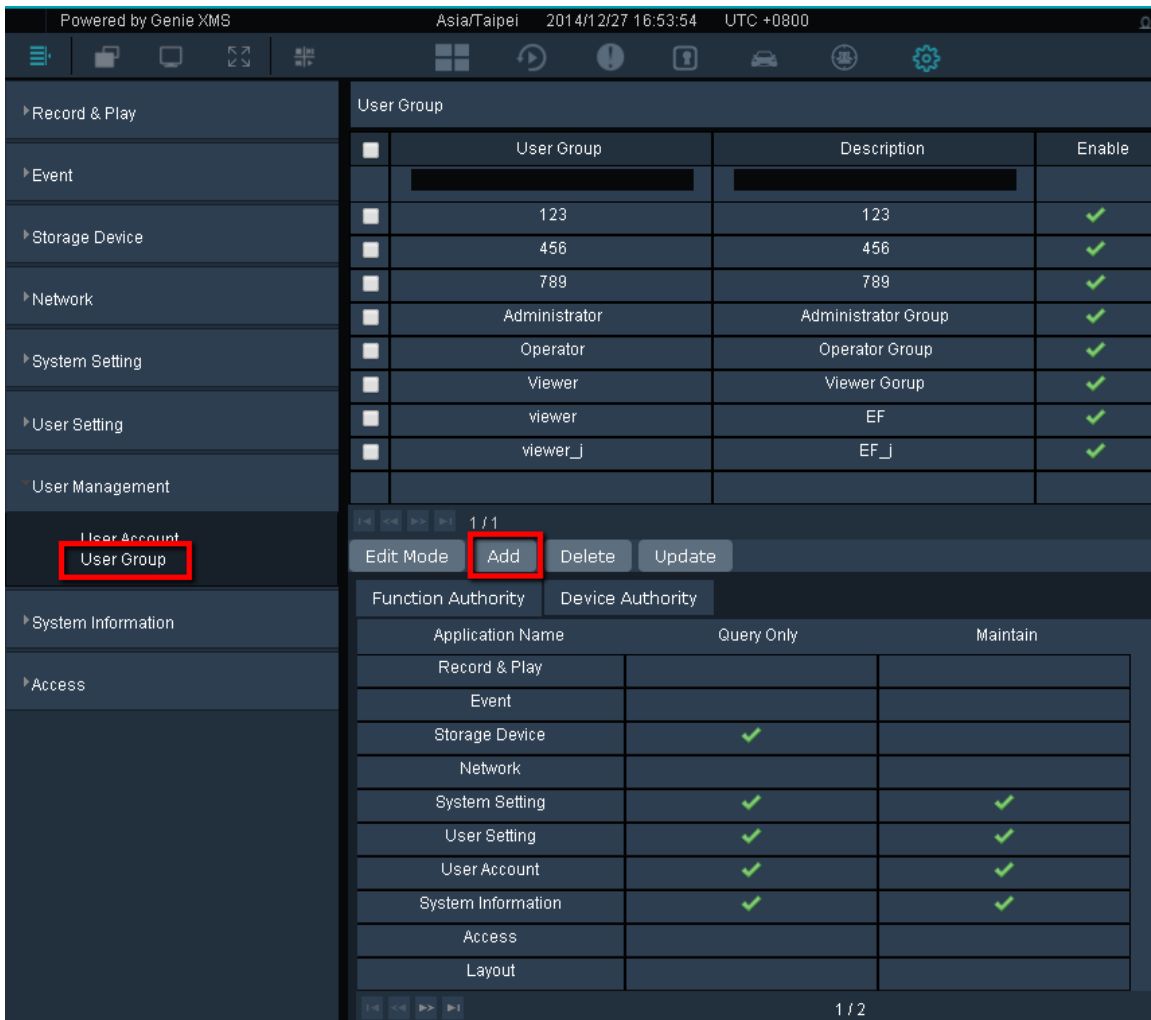 Powered by Genie XMS Asia/Taipei 2014/12/27 16:53:54 UTC +0800
Record & Play
Event
Storage Device
Network
System Setting
User Setting
User Management
User Account
User Group
System Information
Access
User Group
User Group Description Enable
123 123
456 456
789 789
Administrator Administrator Group
Operator Operator Group
Viewer Viewer Gorup
viewer EF
viewer_j EF_j
1 / 1
Edit Mode Add Delete Update
Function Authority Device Authority
Application Name Query Only Maintain
Record & Play
Event
Storage Device
Network
System Setting
User Setting
User Account
System Information
Access
Layout
1 / 2